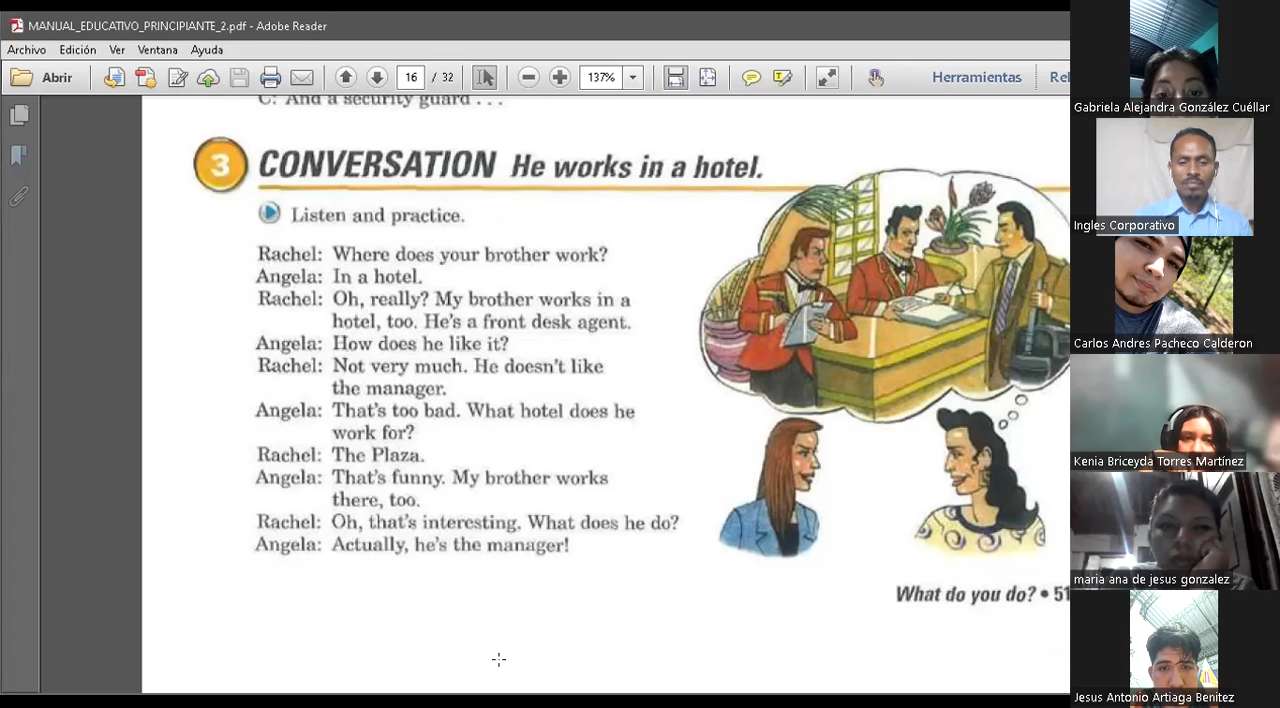 MANUAL_EDUCATIVO_PRINCIPIANTE_2.pdf - Adobe Reader
Archivo Edición Ver Ventana Ayuda
Abrir 16 / 32 137% Herramientas Rel
C: And a security guard . . .
3 CONVERSATION He works in a hotel.
Listen and practice.
Rachel: Where does your brother work?
Angela: In a hotel.
Rachel: Oh, really? My brother works in a
hotel, too. He's a front desk agent.
Angela: How does he like it?
Rachel: Not very much. He doesn't like
the manager.
Angela: That's too bad. What hotel does he
work for?
Rachel: The Plaza.
Angela: That's funny. My brother works
there, too.
Rachel: Oh, that's interesting. What does he do?
Angela: Actually, he's the manager!
What do you do? • 51
Gabriela Alejandra González Cuéllar
Ingles Corporativo
Carlos Andres Pacheco Calderon
Kenia Briceyda Torres Martínez
maria ana de jesus gonzalez
Jesus Antonio Artiaga Benitez